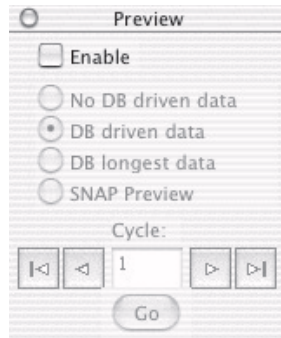 Preview
Enable
No DB driven data
DB driven data
DB longest data
SNAP Preview
Cycle:
1
Go